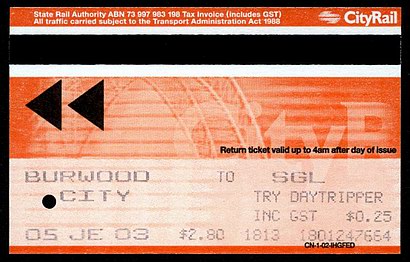 State Rail Authority ABN 73 997 983 198 Tax Invoice (Includes GST)
All traffic carried subject to the Transport Administration Act 1988
CityRail
Return ticket valid up to 4am after day of issue
BURWOOD TO SGL
CITY TRY DAYTRIPPER
INC GST $0.25
05 JE 03 $2.80 1813 1801247664
CN-1-02-IHGFED